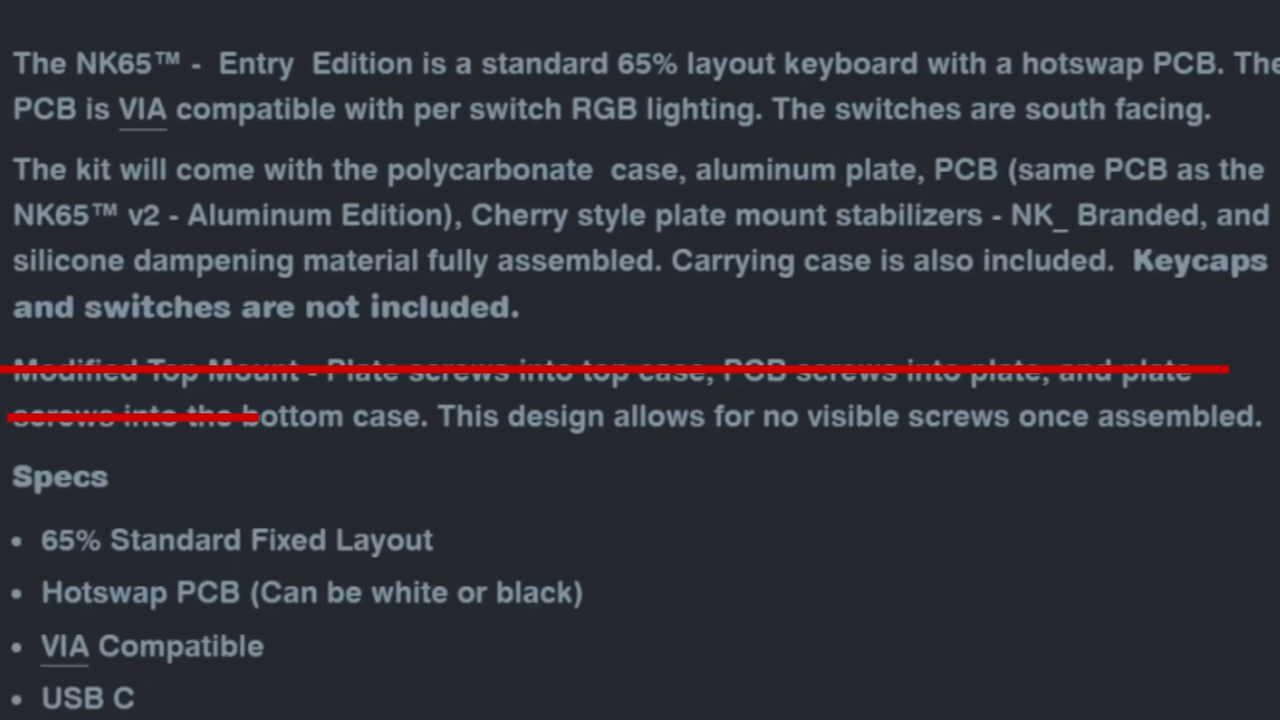 The NK65™ - Entry Edition is a standard 65% layout keyboard with a hotswap PCB. The
PCB is VIA compatible with per switch RGB lighting. The switches are south facing.
The kit will come with the polycarbonate case, aluminum plate, PCB (same PCB as the
NK65™ v2 - Aluminum Edition), Cherry style plate mount stabilizers - NK_ Branded, and
silicone dampening material fully assembled. Carrying case is also included. Keycaps
and switches are not included.
Modified Top Mount - Plate screws into top case, PCB screws into plate, and plate
screws into the bottom case. This design allows for no visible screws once assembled.
Specs
• 65% Standard Fixed Layout
• Hotswap PCB (Can be white or black)
• VIA Compatible
• USB C